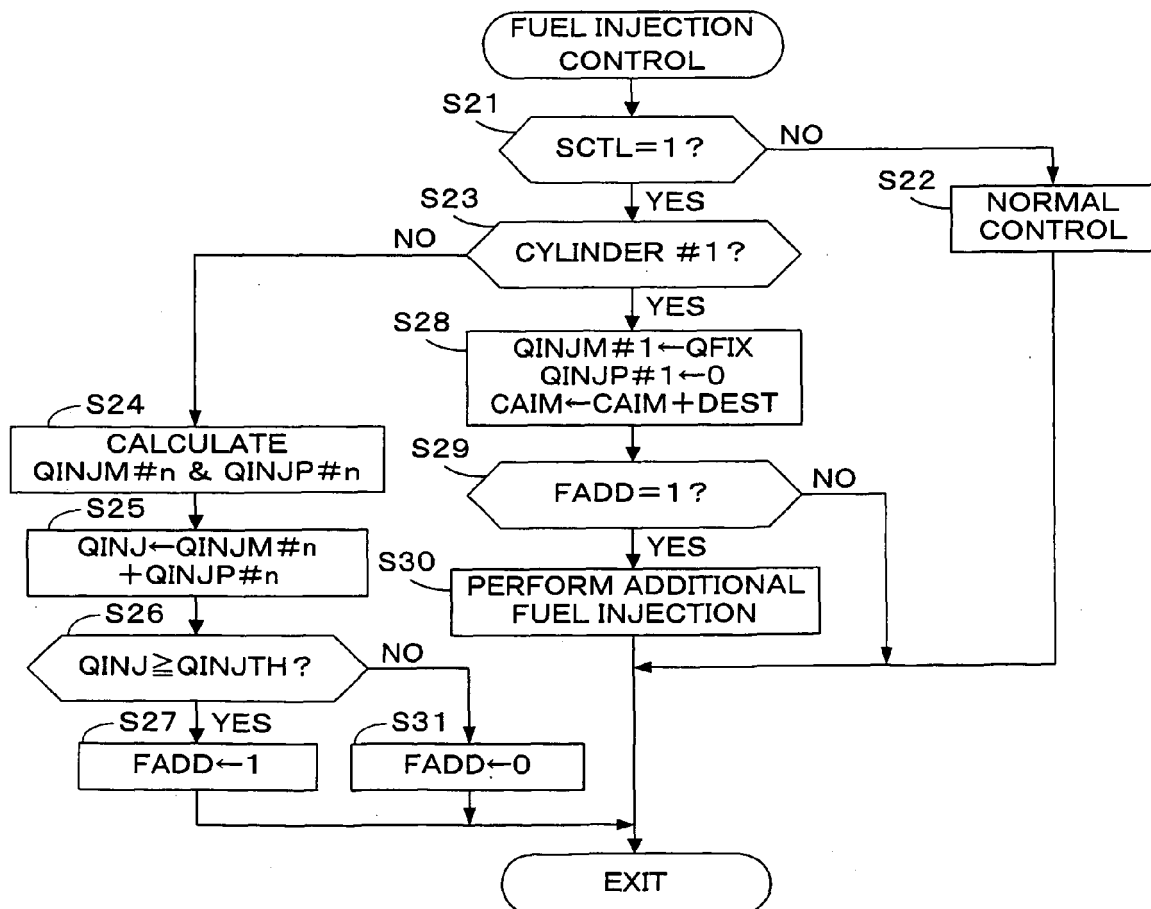 FUEL INJECTION
CONTROL
S21
SCTL=1?
NO
YES
S22
NORMAL
CONTROL
S23
CYLINDER #1?
NO
YES
S28
QINJM#1←QFIX
QINJP#1←0
CAIM←CAIM+DEST
S24
CALCULATE
QINJM#n & QINJP#n
S29
FADD=1?
NO
YES
S25
QINJ←QINJM#n
+QINJP#n
S30
PERFORM ADDITIONAL
FUEL INJECTION
S26
QINJ≧QINJTH?
NO
YES
S27
FADD←1
S31
FADD←0
EXIT